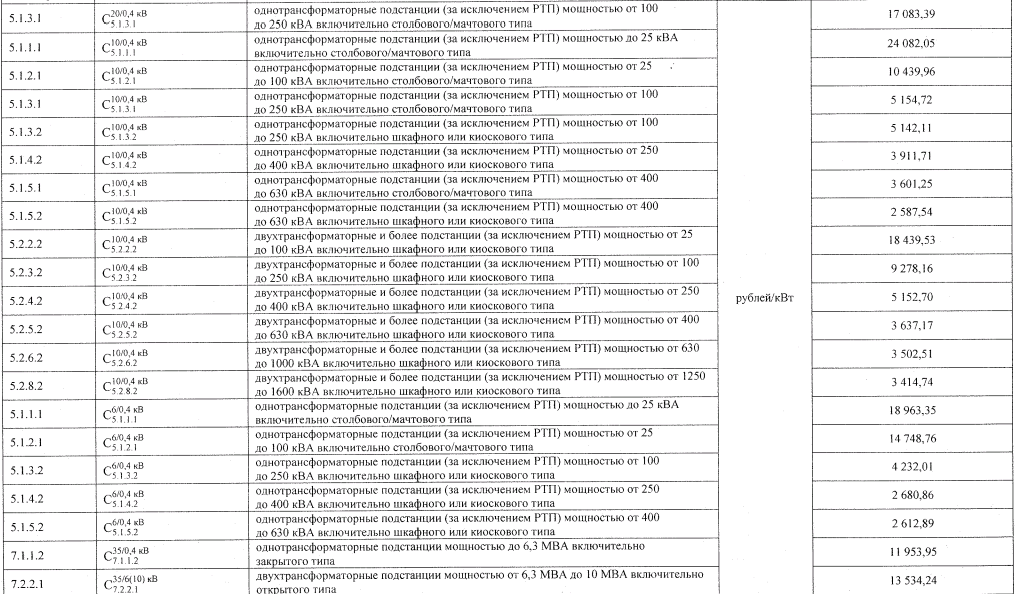 5.1.3.1 С 20/0,4 кВ 5.1.3.1 однотрансформаторные подстанции (за исключением РТП) мощностью от 100 17 083,39
до 250 кВА включительно столбового/мачтового типа
5.1.1.1 С 10/0,4 кВ 5.1.1.1 однотрансформаторные подстанции (за исключением РТП) мощностью до 25 кВА 24 082,05
включительно столбового/мачтового типа
5.1.2.1 С 10/0,4 кВ 5.1.2.1 однотрансформаторные подстанции (за исключением РТП) мощностью от 25 10 439,96
до 100 кВА включительно столбового/мачтового типа
5.1.3.1 С 10/0,4 кВ 5.1.3.1 однотрансформаторные подстанции (за исключением РТП) мощностью от 100 5 154,72
до 250 кВА включительно столбового/мачтового типа
5.1.3.2 С 10/0,4 кВ 5.1.3.2 однотрансформаторные подстанции (за исключением РТП) мощностью от 100 5 142,11
до 250 кВА включительно шкафного или киоскового типа
5.1.4.2 С 10/0,4 кВ 5.1.4.2 однотрансформаторные подстанции (за исключением РТП) мощностью от 250 3 911,71
до 400 кВА включительно шкафного или киоскового типа
5.1.5.1 С 10/0,4 кВ 5.1.5.1 однотрансформаторные подстанции (за исключением РТП) мощностью от 400 3 601,25
до 630 кВА включительно столбового/мачтового типа
5.1.5.2 С 10/0,4 кВ 5.1.5.2 однотрансформаторные подстанции (за исключением РТП) мощностью от 400 2 587,54
до 630 кВА включительно шкафного или киоскового типа
5.2.2.2 С 10/0,4 кВ 5.2.2.2 двухтрансформаторные и более подстанции (за исключением РТП) мощностью от 25 18 439,53
до 100 кВА включительно шкафного или киоскового типа
5.2.3.2 С 10/0,4 кВ 5.2.3.2 двухтрансформаторные и более подстанции (за исключением РТП) мощностью от 100 9 278,16
до 250 кВА включительно шкафного или киоскового типа
5.2.4.2 С 10/0,4 кВ 5.2.4.2 двухтрансформаторные и более подстанции (за исключением РТП) мощностью от 250 рублей/кВт 5 152,70
до 400 кВА включительно шкафного или киоскового типа
5.2.5.2 С 10/0,4 кВ 5.2.5.2 двухтрансформаторные и более подстанции (за исключением РТП) мощностью от 400 3 637,17
до 630 кВА включительно шкафного или киоскового типа
5.2.6.2 С 10/0,4 кВ 5.2.6.2 двухтрансформаторные и более подстанции (за исключением РТП) мощностью от 630 3 502,51
до 1000 кВА включительно шкафного или киоскового типа
5.2.8.2 С 10/0,4 кВ 5.2.8.2 двухтрансформаторные и более подстанции (за исключением РТП) мощностью от 1250 3 414,74
до 1600 кВА включительно шкафного или киоскового типа
5.1.1.1 С 6/0,4 кВ 5.1.1.1 однотрансформаторные подстанции (за исключением РТП) мощностью до 25 кВА 18 963,35
включительно столбового/мачтового типа
5.1.2.1 С 6/0,4 кВ 5.1.2.1 однотрансформаторные подстанции (за исключением РТП) мощностью от 25 14 748,76
до 100 кВА включительно столбового/мачтового типа
5.1.3.2 С 6/0,4 кВ 5.1.3.2 однотрансформаторные подстанции (за исключением РТП) мощностью от 100 4 232,01
до 250 кВА включительно шкафного или киоскового типа
5.1.4.2 С 6/0,4 кВ 5.1.4.2 однотрансформаторные подстанции (за исключением РТП) мощностью от 250 2 680,86
до 400 кВА включительно шкафного или киоскового типа
5.1.5.2 С 6/0,4 кВ 5.1.5.2 однотрансформаторные подстанции (за исключением РТП) мощностью от 400 2 612,89
до 630 кВА включительно шкафного или киоскового типа
7.1.1.2 С 35/0,4 кВ 7.1.1.2 однотрансформаторные подстанции мощностью до 6,3 МВА включительно 11 953,95
закрытого типа
7.2.2.1 С 35/6(10) кВ 7.2.2.1 двухтрансформаторные подстанции мощностью от 6,3 МВА до 10 МВА включительно 13 534,24
открытого типа